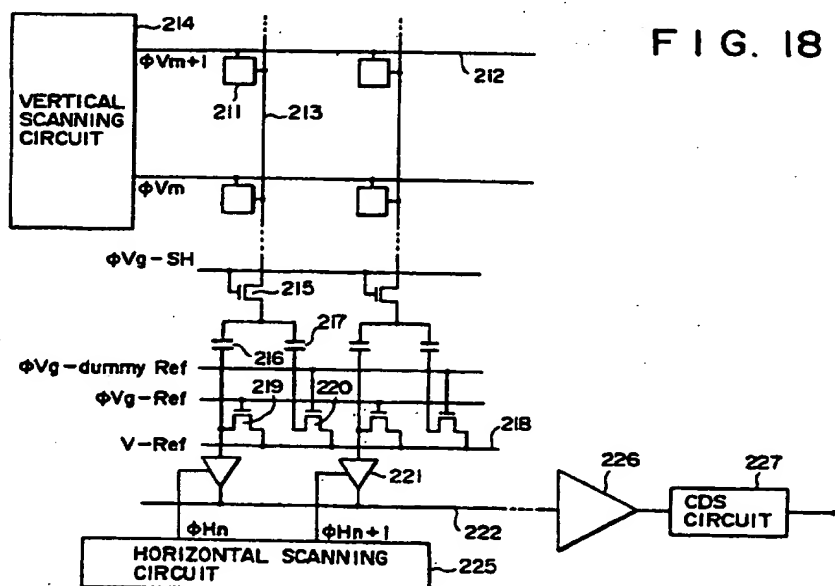 FIG. 18
214
φVm+1
212
211
213
VERTICAL
SCANNING
CIRCUIT
φVm
φVg-SH
215
217
216
φVg-dummy Ref
219
220
φVg-Ref
218
V-Ref
221
226
227
CDS
CIRCUIT
222
φHn
φHn+1
HORIZONTAL SCANNING
CIRCUIT
225